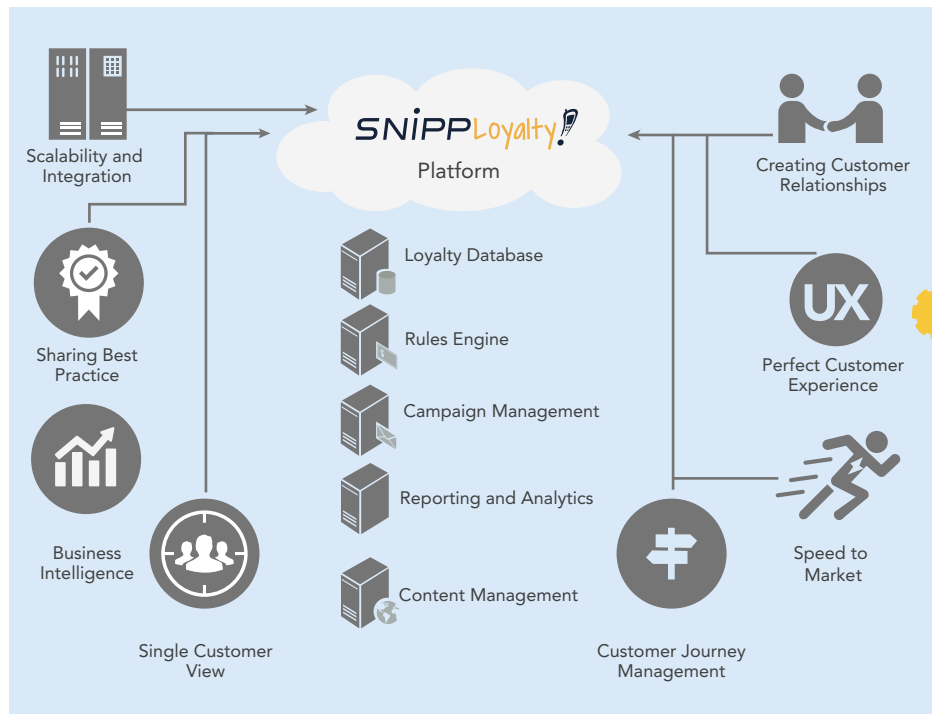 SNiPPLoyalty!
Platform
Scalability and
Integration
Sharing Best
Practice
Business
Intelligence
Single Customer
View
Loyalty Database
Rules Engine
$
Campaign Management
Reporting and Analytics
Content Management
Creating Customer
Relationships
UX
Perfect Customer
Experience
Speed to
Market
Customer Journey
Management